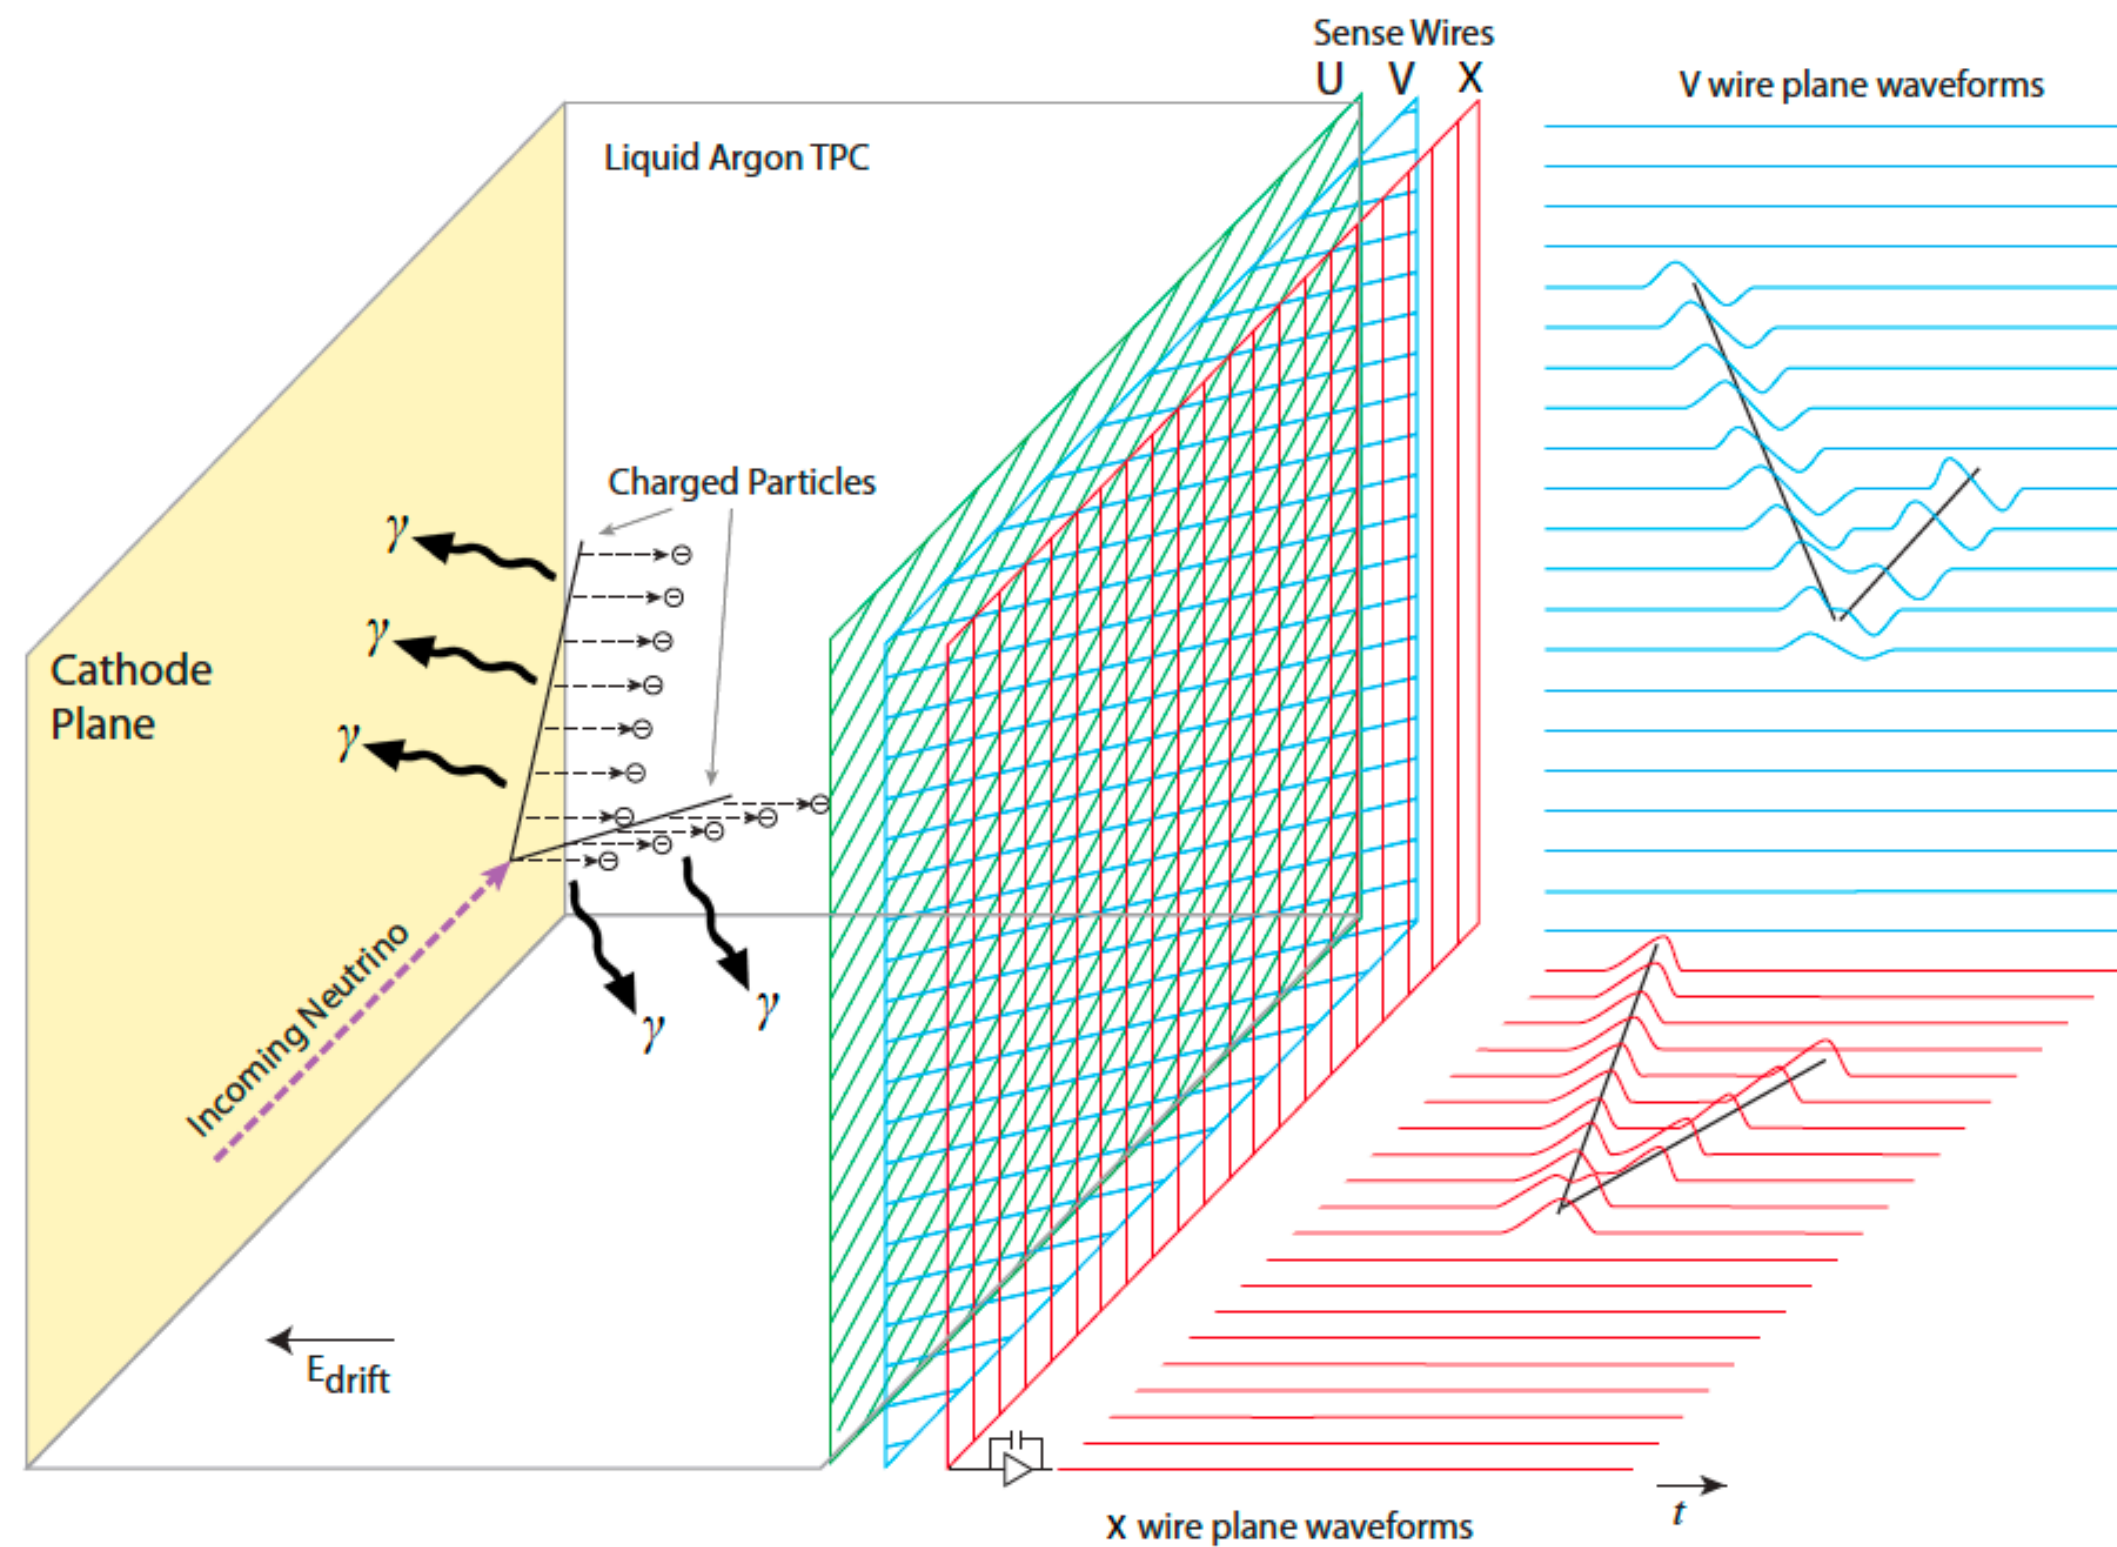 Sense Wires
U V X
V wire plane waveforms
Liquid Argon TPC
Charged Particles
γ
γ
γ
Cathode
Plane
Incoming Neutrino
γ
γ
Edrift
X wire plane waveforms
t